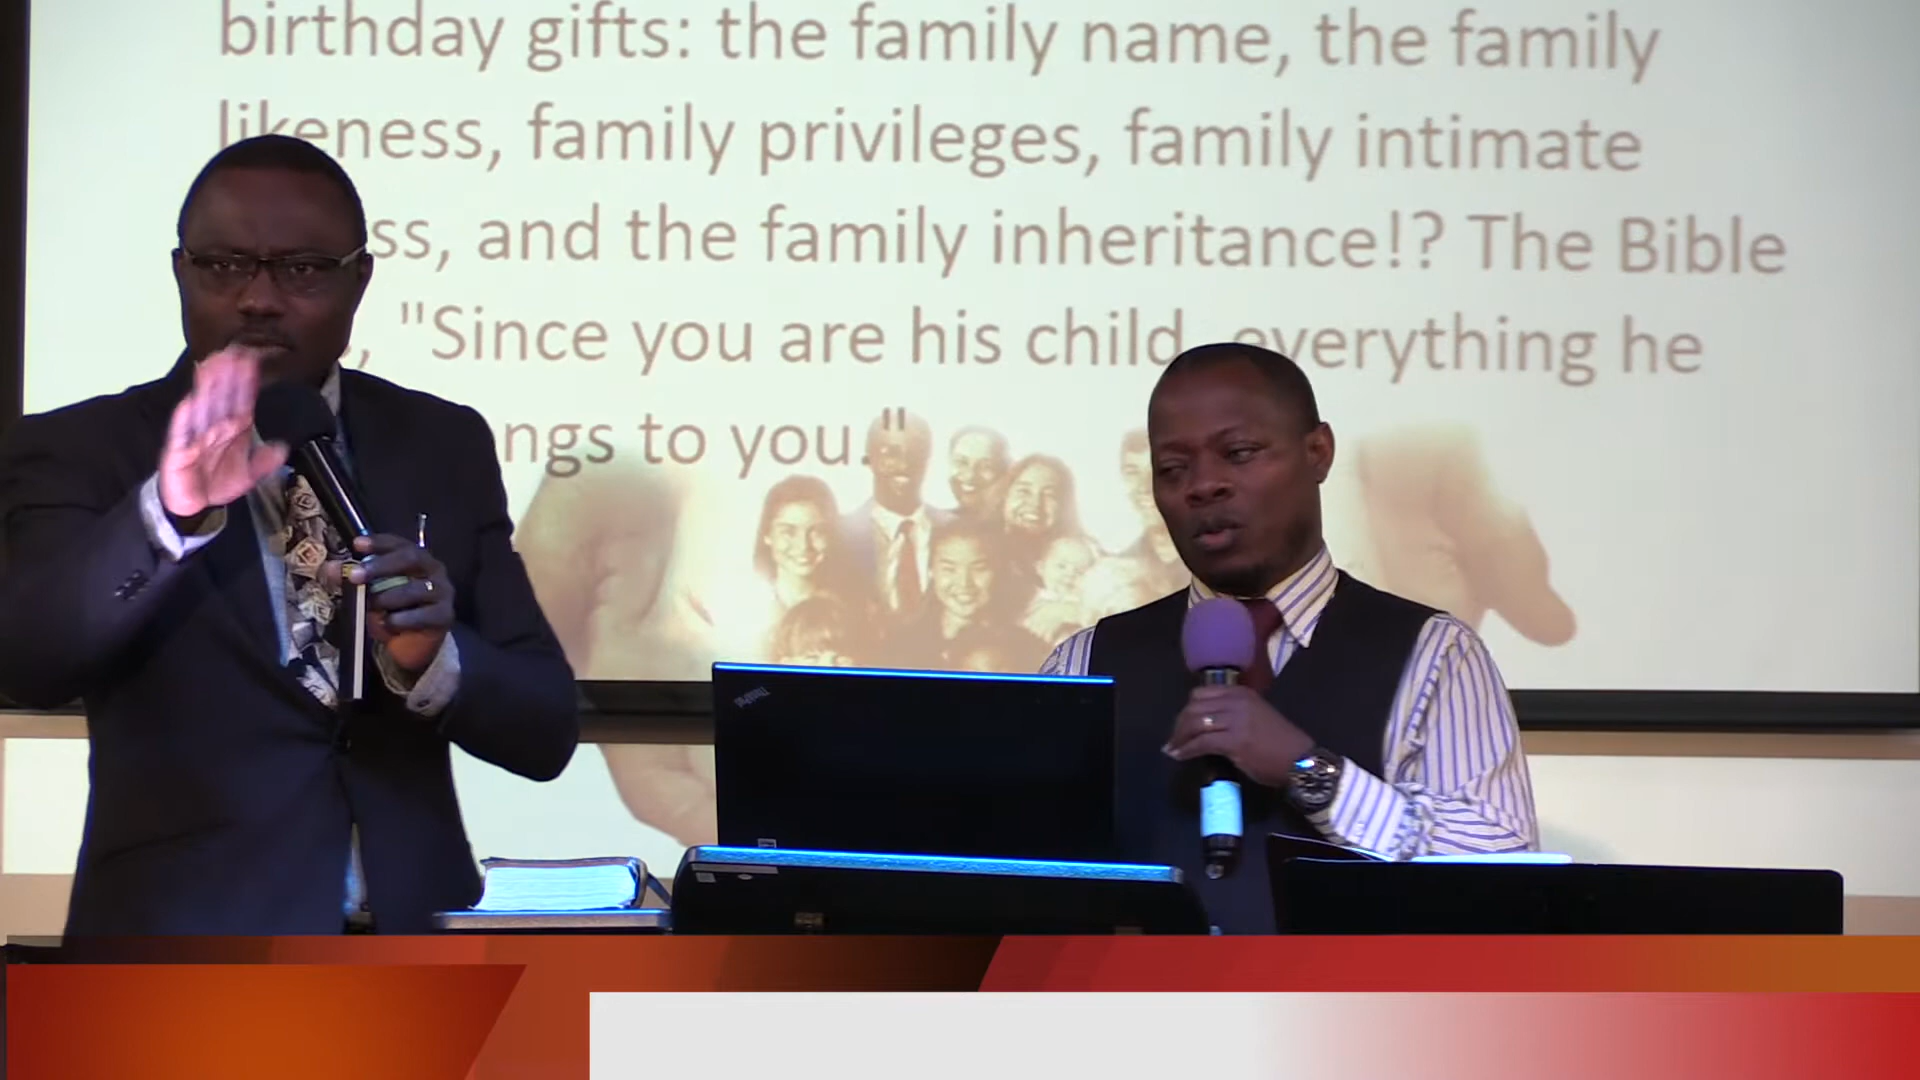 birthday gifts: the family name, the family
likeness, family privileges, family intimate
ss, and the family inheritance!? The Bible
, "Since you are his child, everything he
ngs to you."
ThinkPad